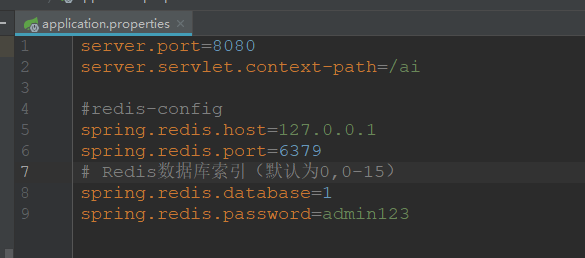 application.properties
1 server.port=8080
2 server.servlet.context-path=/ai
3
4 #redis-config
5 spring.redis.host=127.0.0.1
6 spring.redis.port=6379
7 # Redis数据库索引（默认为0,0-15）
8 spring.redis.database=1
9 spring.redis.password=admin123